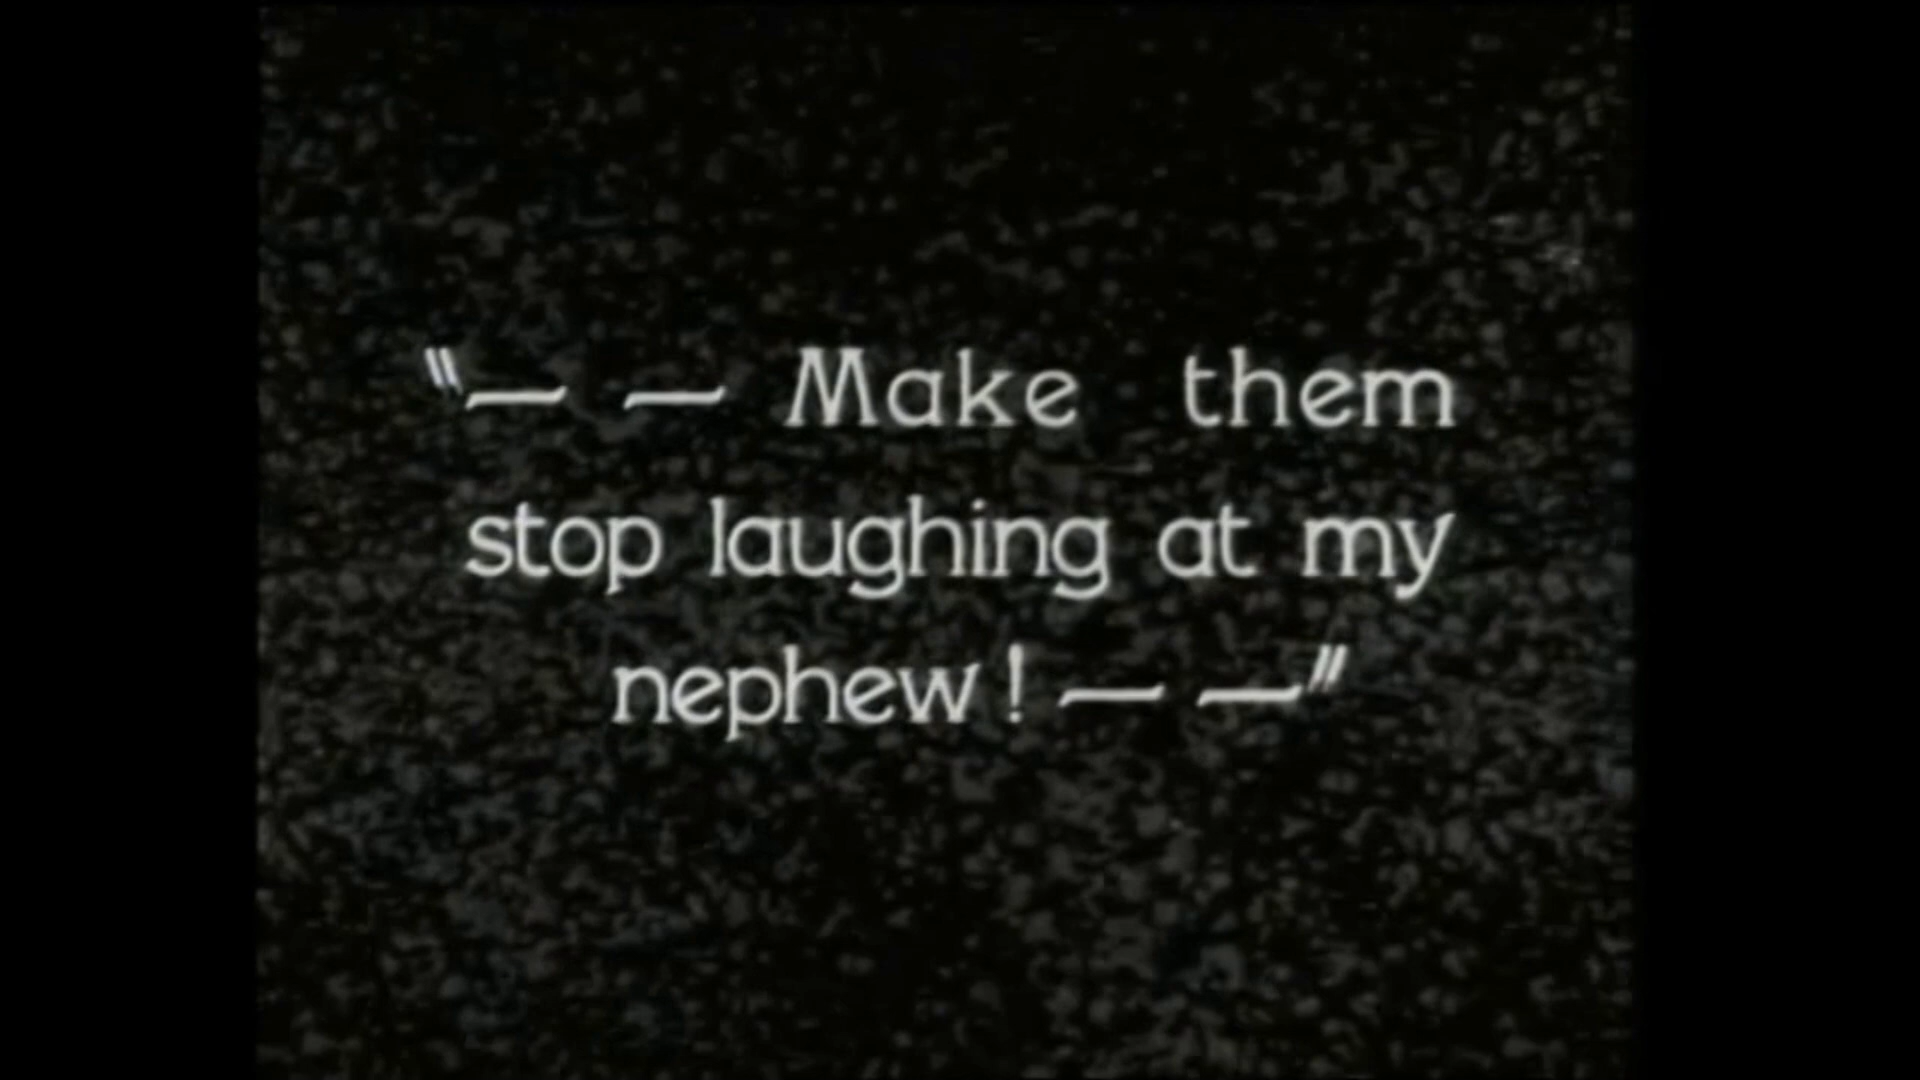 "— — Make them
stop laughing at my
nephew! — —"